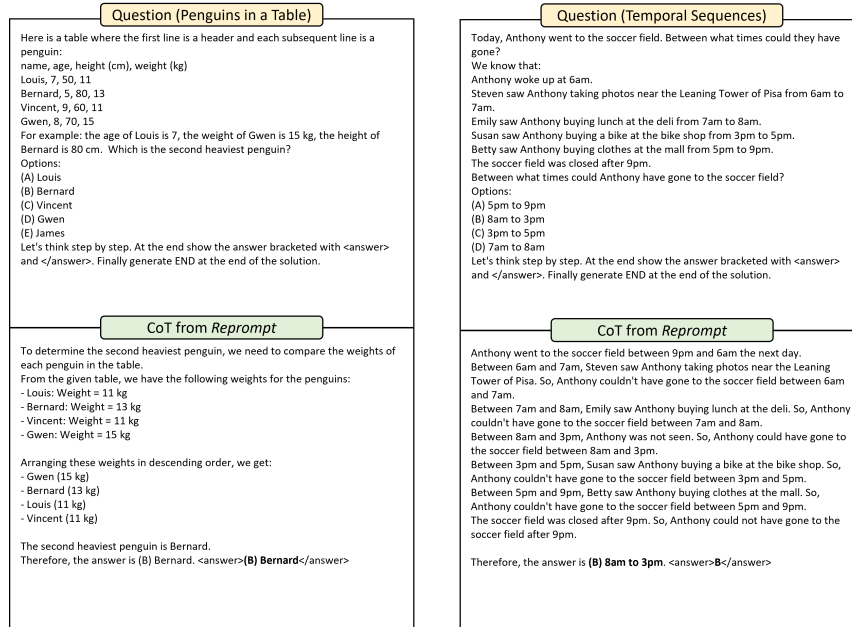 Question (Penguins in a Table)
Here is a table where the first line is a header and each subsequent line is a
penguin:
name, age, height (cm), weight (kg)
Louis, 7, 50, 11
Bernard, 5, 80, 13
Vincent, 9, 60, 11
Gwen, 8, 70, 15
For example: the age of Louis is 7, the weight of Gwen is 15 kg, the height of
Bernard is 80 cm.  Which is the second heaviest penguin?
Options:
(A) Louis
(B) Bernard
(C) Vincent
(D) Gwen
(E) James
Let's think step by step. At the end show the answer bracketed with <answer>
and </answer>. Finally generate END at the end of the solution.
CoT from Reprompt
To determine the second heaviest penguin, we need to compare the weights of
each penguin in the table.
From the given table, we have the following weights for the penguins:
- Louis: Weight = 11 kg
- Bernard: Weight = 13 kg
- Vincent: Weight = 11 kg
- Gwen: Weight = 15 kg
Arranging these weights in descending order, we get:
- Gwen (15 kg)
- Bernard (13 kg)
- Louis (11 kg)
- Vincent (11 kg)
The second heaviest penguin is Bernard.
Therefore, the answer is (B) Bernard. <answer>(B) Bernard</answer>
Question (Temporal Sequences)
Today, Anthony went to the soccer field. Between what times could they have
gone?
We know that:
Anthony woke up at 6am.
Steven saw Anthony taking photos near the Leaning Tower of Pisa from 6am to
7am.
Emily saw Anthony buying lunch at the deli from 7am to 8am.
Susan saw Anthony buying a bike at the bike shop from 3pm to 5pm.
Betty saw Anthony buying clothes at the mall from 5pm to 9pm.
The soccer field was closed after 9pm.
Between what times could Anthony have gone to the soccer field?
Options:
(A) 5pm to 9pm
(B) 8am to 3pm
(C) 3pm to 5pm
(D) 7am to 8am
Let's think step by step. At the end show the answer bracketed with <answer>
and </answer>. Finally generate END at the end of the solution.
CoT from Reprompt
Anthony went to the soccer field between 9pm and 6am the next day.
Between 6am and 7am, Steven saw Anthony taking photos near the Leaning
Tower of Pisa. So, Anthony couldn't have gone to the soccer field between 6am
and 7am.
Between 7am and 8am, Emily saw Anthony buying lunch at the deli. So, Anthony
couldn't have gone to the soccer field between 7am and 8am.
Between 8am and 3pm, Anthony was not seen. So, Anthony could have gone to
the soccer field between 8am and 3pm.
Between 3pm and 5pm, Susan saw Anthony buying a bike at the bike shop. So,
Anthony couldn't have gone to the soccer field between 3pm and 5pm.
Between 5pm and 9pm, Betty saw Anthony buying clothes at the mall. So,
Anthony couldn't have gone to the soccer field between 5pm and 9pm.
The soccer field was closed after 9pm. So, Anthony could not have gone to the
soccer field after 9pm.
Therefore, the answer is (B) 8am to 3pm. <answer>B</answer>